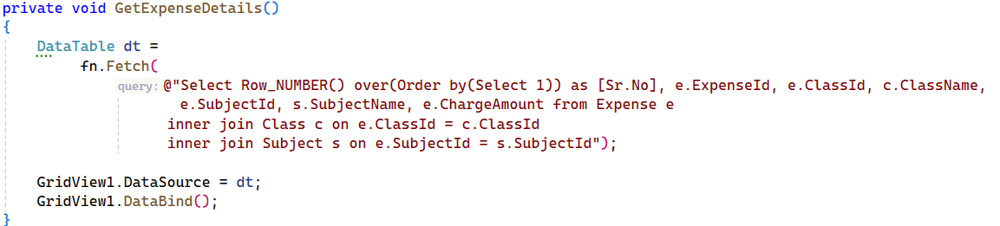 private void GetExpenseDetails()
{
DataTable dt =
fn.Fetch(
query: @"Select Row_NUMBER() over(Order by(Select 1)) as [Sr.No], e.ExpenseId, e.ClassId, c.ClassName,
e.SubjectId, s.SubjectName, e.ChargeAmount from Expense e
inner join Class c on e.ClassId = c.ClassId
inner join Subject s on e.SubjectId = s.SubjectId");
GridView1.DataSource = dt;
GridView1.DataBind();
}